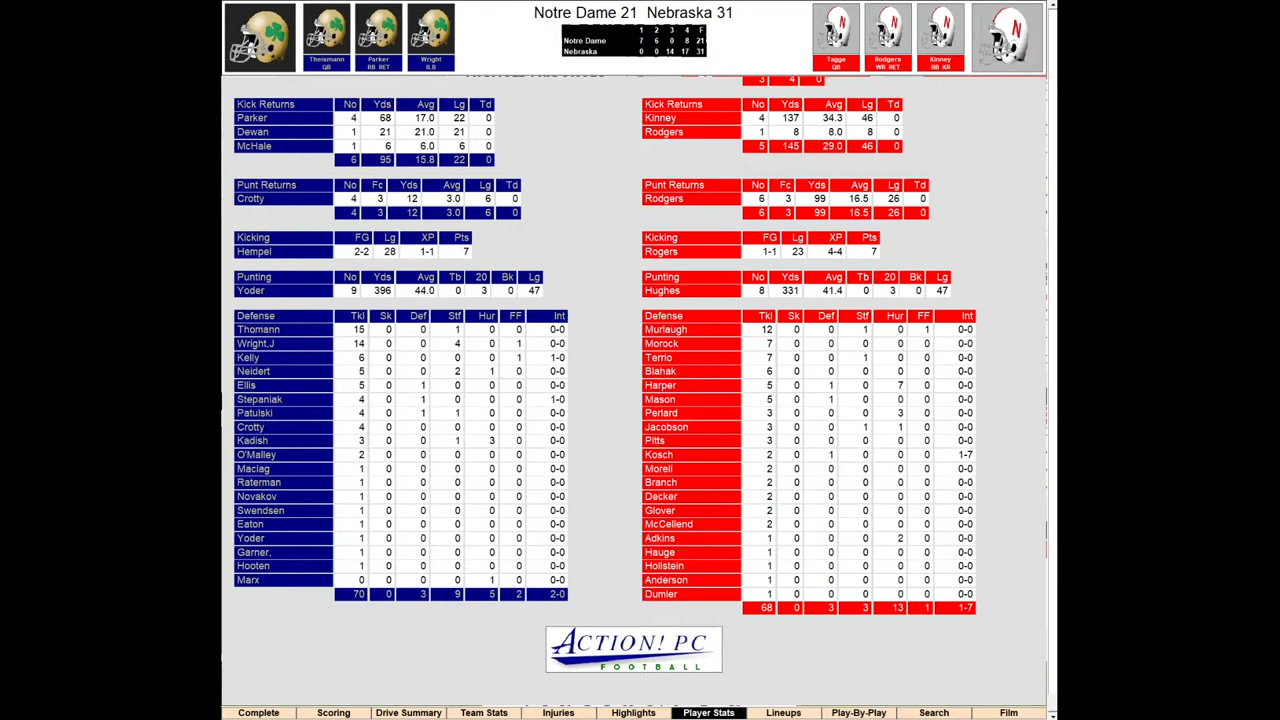 Notre Dame 21 Nebraska 31
1 2 3 4 F
Notre Dame 7 6 0 8 21
Nebraska 0 0 14 17 31
Theismann QB
Parker RB RET
Wright ILB
Tagge QB
Rodgers WR RET
Kinney RB KR
3 4 0
Kick Returns No Yds Avg Lg Td
Parker 4 68 17.0 22 0
Dewan 1 21 21.0 21 0
McHale 1 6 6.0 6 0
6 95 15.8 22 0
Kick Returns No Yds Avg Lg Td
Kinney 4 137 34.3 46 0
Rodgers 1 8 8.0 8 0
5 145 29.0 46 0
Punt Returns No Fc Yds Avg Lg Td
Crotty 4 3 12 3.0 6 0
4 3 12 3.0 6 0
Punt Returns No Fc Yds Avg Lg Td
Rodgers 6 3 99 16.5 26 0
6 3 99 16.5 26 0
Kicking FG Lg XP Pts
Hempel 2-2 28 1-1 7
Kicking FG Lg XP Pts
Rogers 1-1 23 4-4 7
Punting No Yds Avg Tb 20 Bk Lg
Yoder 9 396 44.0 0 3 0 47
Punting No Yds Avg Tb 20 Bk Lg
Hughes 8 331 41.4 0 3 0 47
Defense Tkl Sk Def Stf Hur FF Int
Thomann 15 0 0 1 0 0 0-0
Wright,J 14 0 0 4 0 1 0-0
Kelly 6 0 0 0 0 1 1-0
Neidert 5 0 0 2 1 0 0-0
Ellis 5 0 1 0 0 0 0-0
Stepaniak 4 0 1 0 0 0 1-0
Patulski 4 0 1 1 0 0 0-0
Crotty 4 0 0 0 0 0 0-0
Kadish 3 0 0 1 3 0 0-0
O'Malley 2 0 0 0 0 0 0-0
Maciag 1 0 0 0 0 0 0-0
Raterman 1 0 0 0 0 0 0-0
Novakov 1 0 0 0 0 0 0-0
Swendsen 1 0 0 0 0 0 0-0
Eaton 1 0 0 0 0 0 0-0
Yoder 1 0 0 0 0 0 0-0
Garner, 1 0 0 0 0 0 0-0
Hooten 1 0 0 0 0 0 0-0
Marx 0 0 0 0 1 0 0-0
70 0 3 9 5 2 2-0
Defense Tkl Sk Def Stf Hur FF Int
Murlaugh 12 0 0 1 0 1 0-0
Morock 7 0 0 0 0 0 0-0
Terrio 7 0 0 1 0 0 0-0
Blahak 6 0 0 0 0 0 0-0
Harper 5 0 1 0 7 0 0-0
Mason 5 0 1 0 0 0 0-0
Perlard 3 0 0 0 3 0 0-0
Jacobson 3 0 0 1 1 0 0-0
Pitts 3 0 0 0 0 0 0-0
Kosch 2 0 1 0 0 0 1-7
Morell 2 0 0 0 0 0 0-0
Branch 2 0 0 0 0 0 0-0
Decker 2 0 0 0 0 0 0-0
Glover 2 0 0 0 0 0 0-0
McCellend 2 0 0 0 0 0 0-0
Adkins 1 0 0 0 2 0 0-0
Hauge 1 0 0 0 0 0 0-0
Hollstein 1 0 0 0 0 0 0-0
Anderson 1 0 0 0 0 0 0-0
Dumler 1 0 0 0 0 0 0-0
68 0 3 3 13 1 1-7
ACTION! PC
FOOTBALL
Complete Scoring Drive Summary Team Stats Injuries Highlights Player Stats Lineups Play-By-Play Search Film